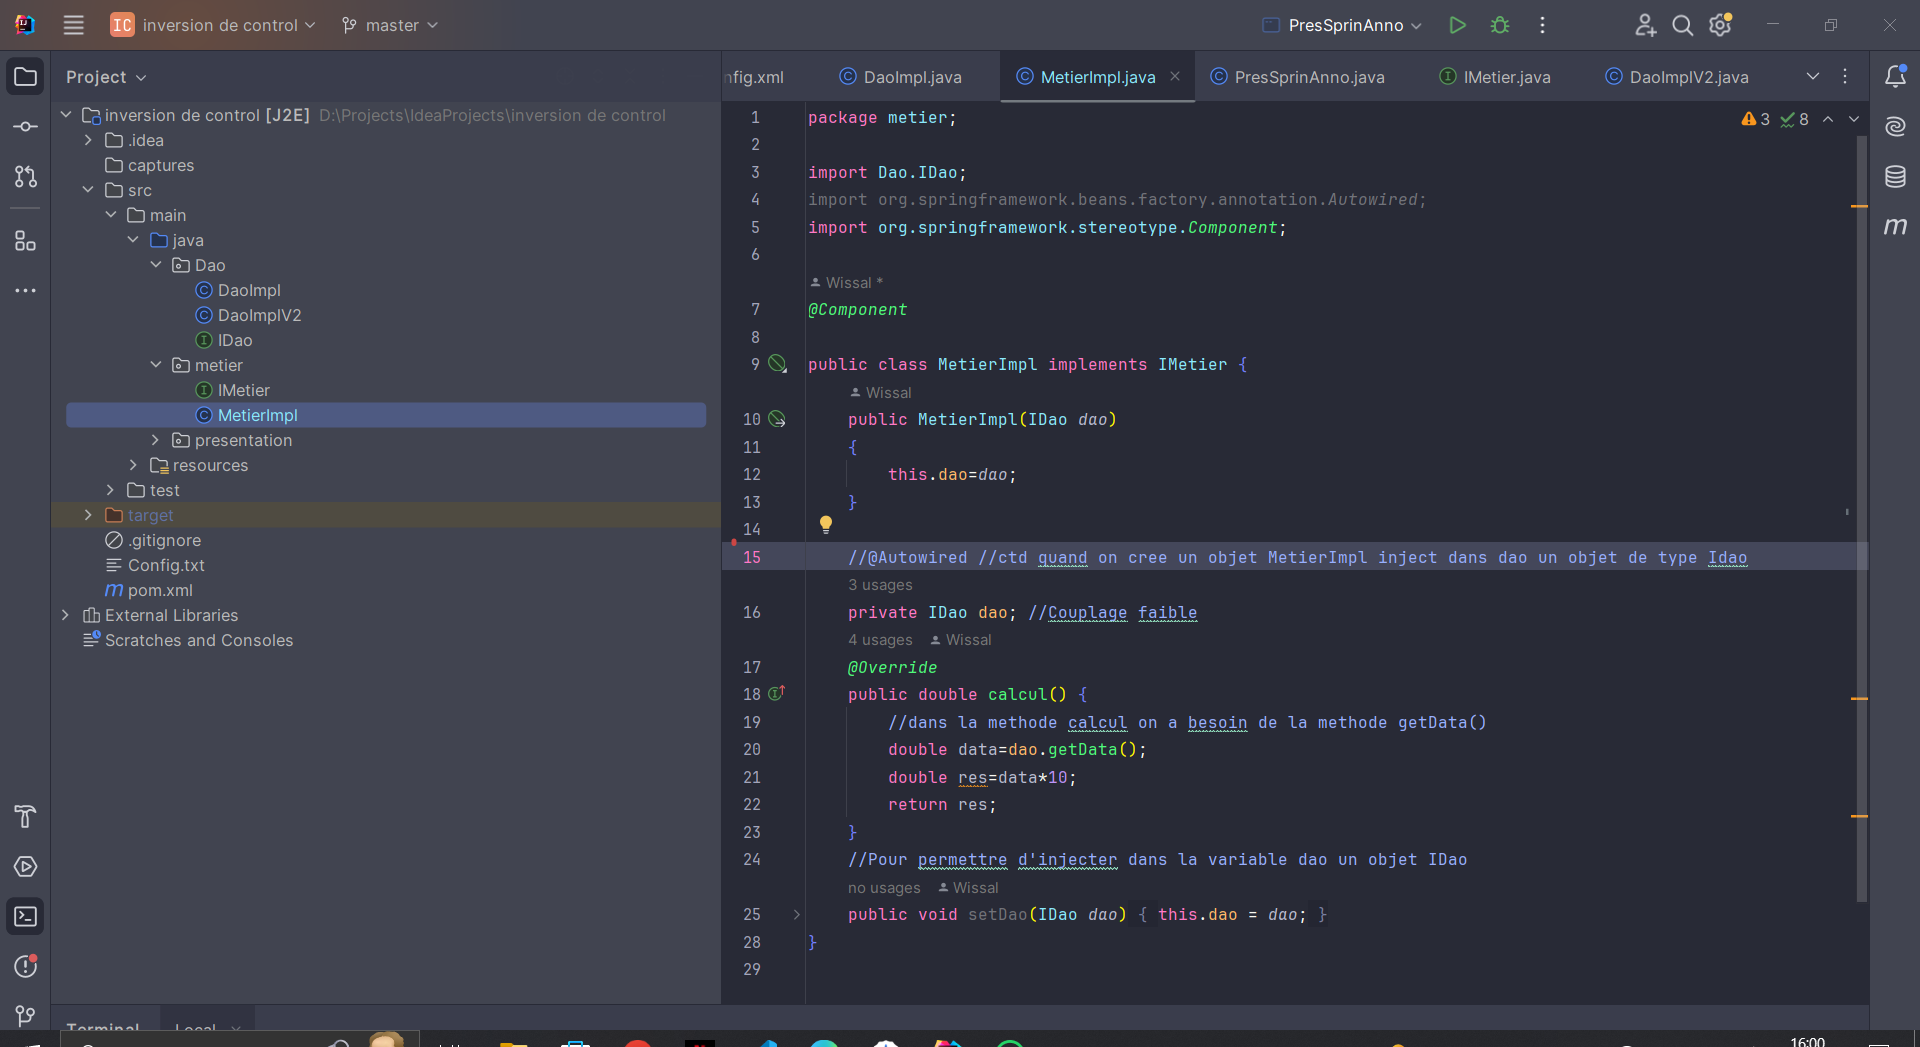 IC inversion de control
master
PresSprinAnno
Project
nfig.xml
DaoImpl.java
MetierImpl.java
PresSprinAnno.java
IMetier.java
DaoImplV2.java
inversion de control [J2E] D:\Projects\IdeaProjects\inversion de control
.idea
captures
src
main
java
Dao
DaoImpl
DaoImplV2
IDao
metier
IMetier
MetierImpl
presentation
resources
test
target
.gitignore
Config.txt
pom.xml
External Libraries
Scratches and Consoles
3 8
1 package metier;
2
3 import Dao.IDao;
4 import org.springframework.beans.factory.annotation.Autowired;
5 import org.springframework.stereotype.Component;
6
Wissal *
7 @Component
8
9 public class MetierImpl implements IMetier {
Wissal
10 public MetierImpl(IDao dao)
11 {
12 this.dao=dao;
13 }
14
15 //@Autowired //ctd quand on cree un objet MetierImpl inject dans dao un objet de type Idao
3 usages
16 private IDao dao; //Couplage faible
4 usages Wissal
17 @Override
18 public double calcul() {
19 //dans la methode calcul on a besoin de la methode getData()
20 double data=dao.getData();
21 double res=data*10;
22 return res;
23 }
24 //Pour permettre d'injecter dans la variable dao un objet IDao
no usages Wissal
25 public void setDao(IDao dao) { this.dao = dao; }
28 }
29
Terminal Local
16:00